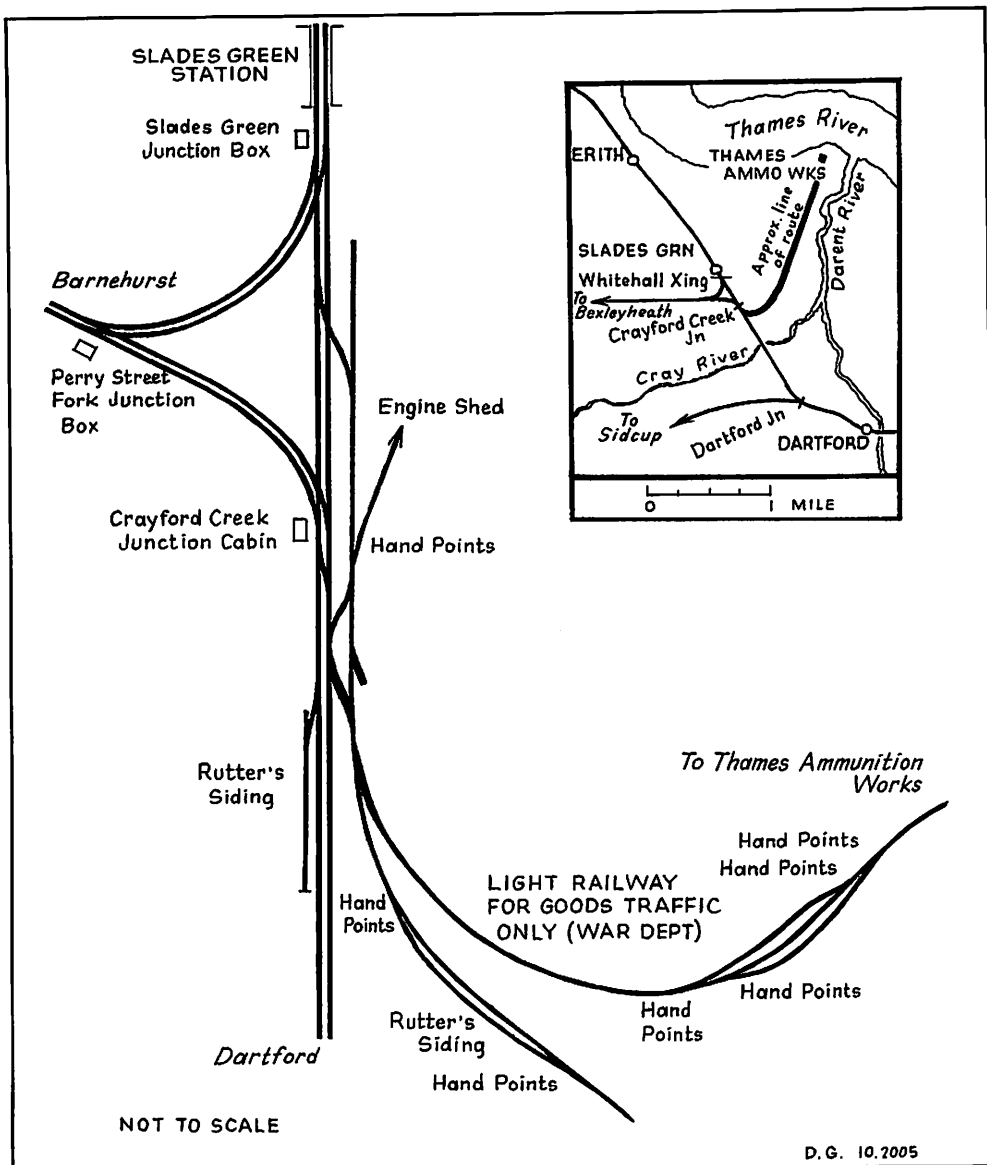 SLADES GREEN
STATION
Slades Green
Junction Box
Barnehurst
Perry Street
Fork Junction
Box
Engine Shed
Crayford Creek
Junction Cabin
Hand Points
Rutter's
Siding
To Thames Ammunition
Works
Hand Points
Hand Points
LIGHT RAILWAY
FOR GOODS TRAFFIC
ONLY (WAR DEPT)
Hand
Points
Hand Points
Hand
Points
Rutter's
Siding
Hand Points
Dartford
NOT TO SCALE
D.G. 10.2005
Thames River
ERITH
THAMES
AMMO WKS
Approx. line
of route
Darent River
SLADES GRN
Whitehall Xing
To
Bexleyheath
Crayford Creek
Jn
Cray River
To
Sidcup
Dartford Jn
DARTFORD
0 1 MILE